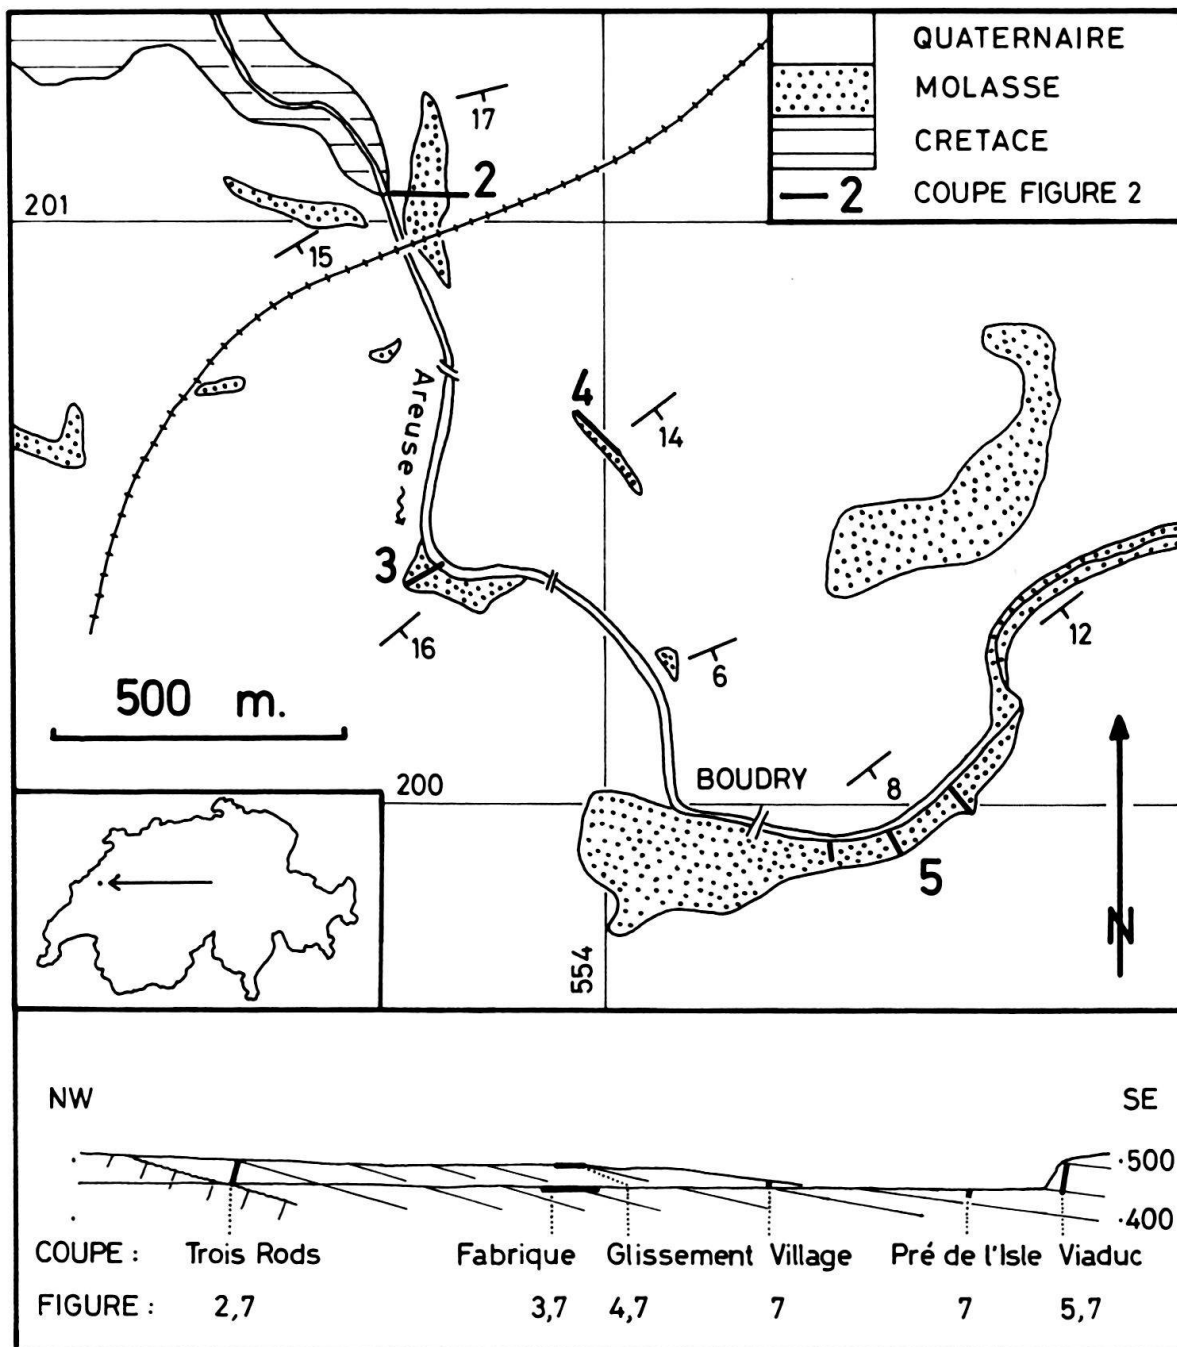 QUATERNAIRE
MOLASSE
CRETACE
2 COUPE FIGURE 2
17
2
201
15
4
14
Areuse
3
16
12
6
500 m.
BOUDRY
8
200
5
554
N
NW
SE
500
400
COUPE : Trois Rods Fabrique Glissement Village Pré de l'Isle Viaduc
FIGURE : 2,7 3,7 4,7 7 7 5,7